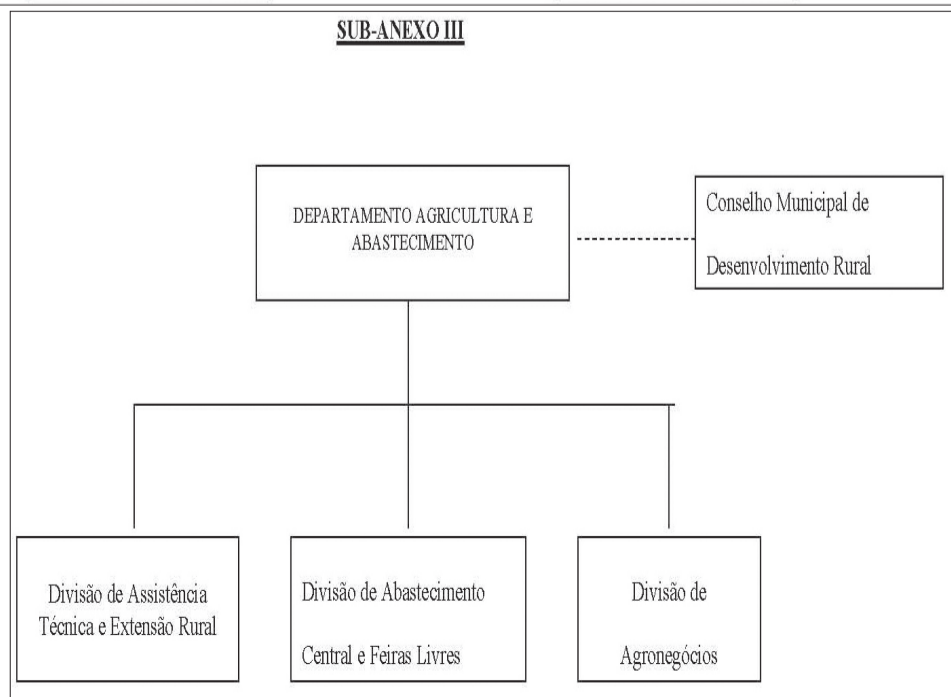 SUB-ANEXO III
DEPARTAMENTO AGRICULTURA E
ABASTECIMENTO
Conselho Municipal de
Desenvolvimento Rural
Divisão de Assistência
Técnica e Extensão Rural
Divisão de Abastecimento
Central e Feiras Livres
Divisão de
Agronegócios